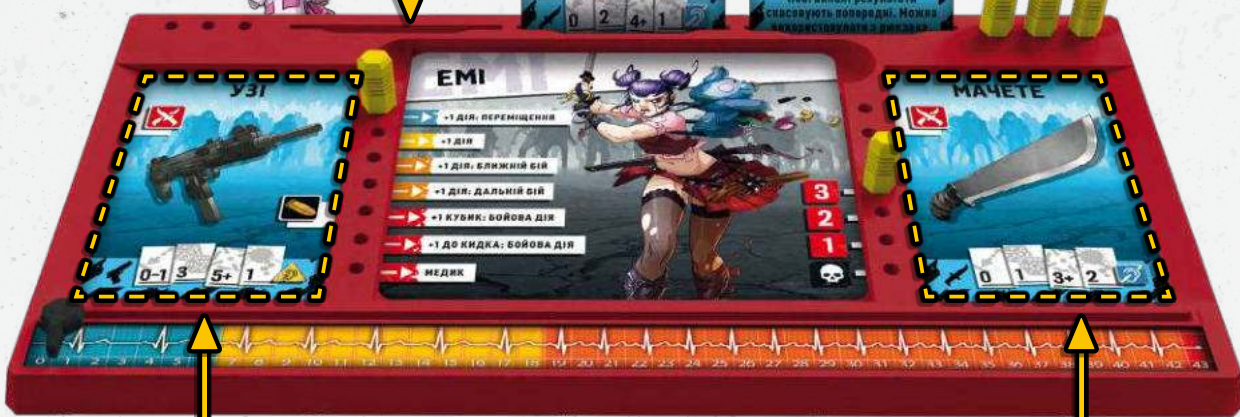 0 2 4+ 1
скасовують попередні. Можна
УЗІ
0-1 3 5+ 1
ЕМІ
+1 ДІЯ: ПЕРЕМІЩЕННЯ
+1 ДІЯ
+1 ДІЯ: БЛИЖНІЙ БІЙ
+1 ДІЯ: ДАЛЬНІЙ БІЙ
+1 КУБИК: БОЙОВА ДІЯ
+1 ДО КИДКА: БОЙОВА ДІЯ
МЕДИК
3
2
1
МАЧЕТЕ
0 1 3+ 2
0 1 2 3 4 5 6 7 8 9 10 11 12 13 14 15 16 17 18 19 20 21 22 23 24 25 26 27 28 29 30 31 32 33 34 35 36 37 38 39 40 41 42 43